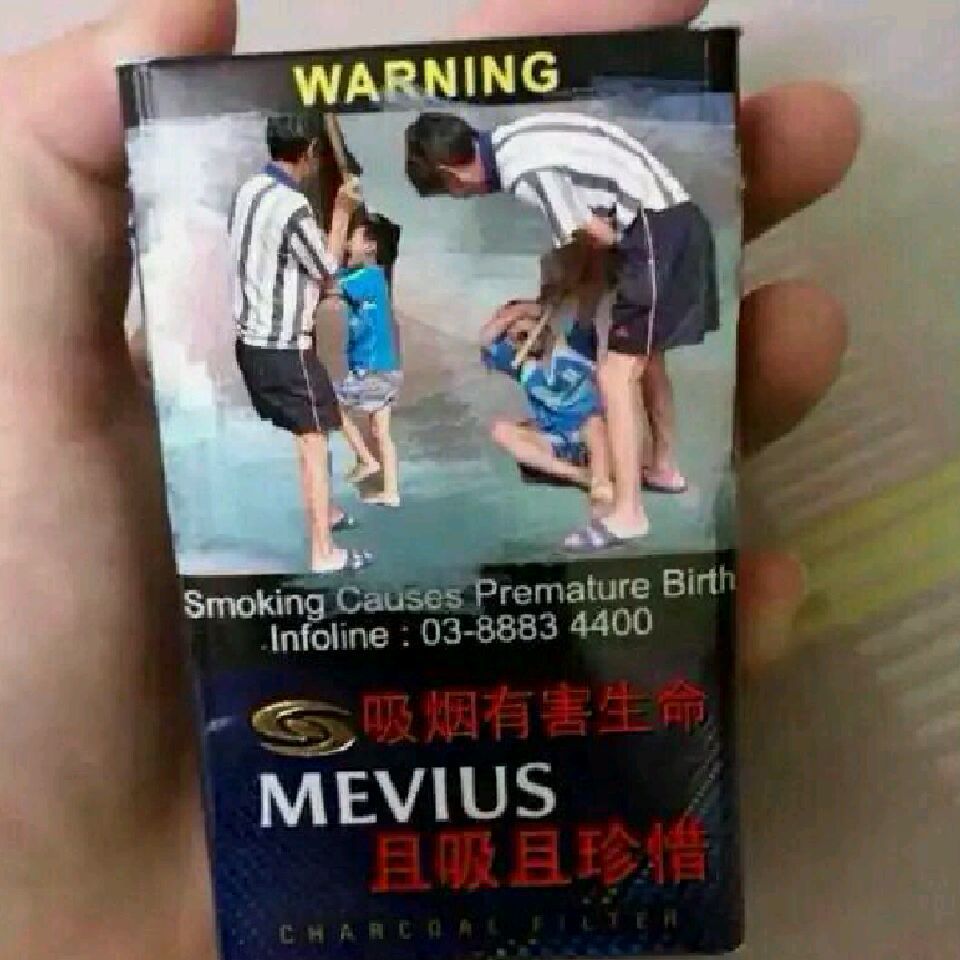 WARNING
Smoking Causes Premature Birth
Infoline : 03-8883 4400
吸烟有害生命
MEVIUS
且吸且珍惜
CHARCOAL FILTER